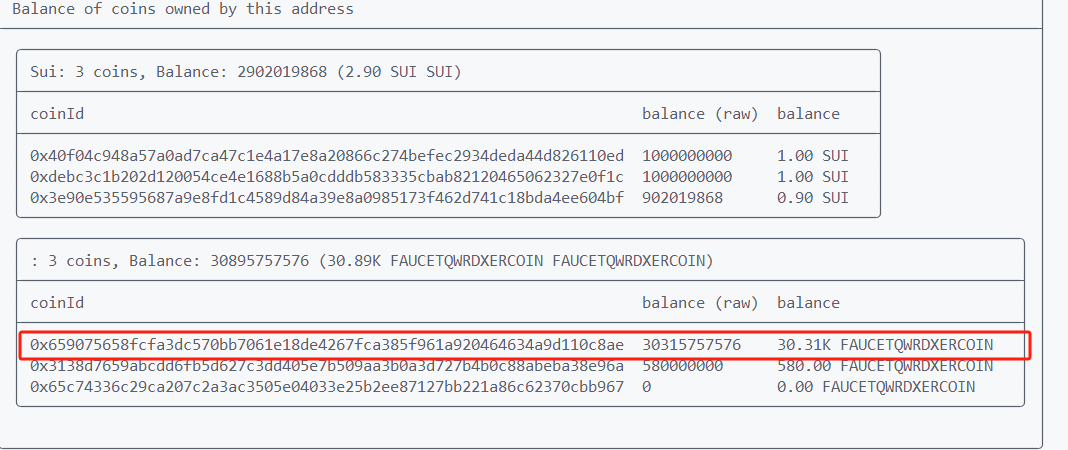 Balance of coins owned by this address
Sui: 3 coins, Balance: 2902019868 (2.90 SUI SUI)
coinId balance (raw) balance
0x40f04c948a57a0ad7ca47c1e4a17e8a20866c274befec2934deda44d826110ed 1000000000 1.00 SUI
0xdebc3c1b202d120054ce4e1688b5a0cdddb583335cbab82120465062327e0f1c 1000000000 1.00 SUI
0x3e90e535595687a9e8fd1c4589d84a39e8a0985173f462d741c18bda4ee604bf 902019868 0.90 SUI
: 3 coins, Balance: 30895757576 (30.89K FAUCETQWRDXERCOIN FAUCETQWRDXERCOIN)
coinId balance (raw) balance
0x659075658fcfa3dc570bb7061e18de4267fca385f961a920464634a9d110c8ae 30315757576 30.31K FAUCETQWRDXERCOIN
0x3138d7659abcdd6fb5d627c3dd405e7b509aa3b0a3d727b4b0c88abeba38e96a 580000000 580.00 FAUCETQWRDXERCOIN
0x65c74336c29ca207c2a3ac3505e04033e25b2ee87127bb221a86c62370cbb967 0 0.00 FAUCETQWRDXERCOIN